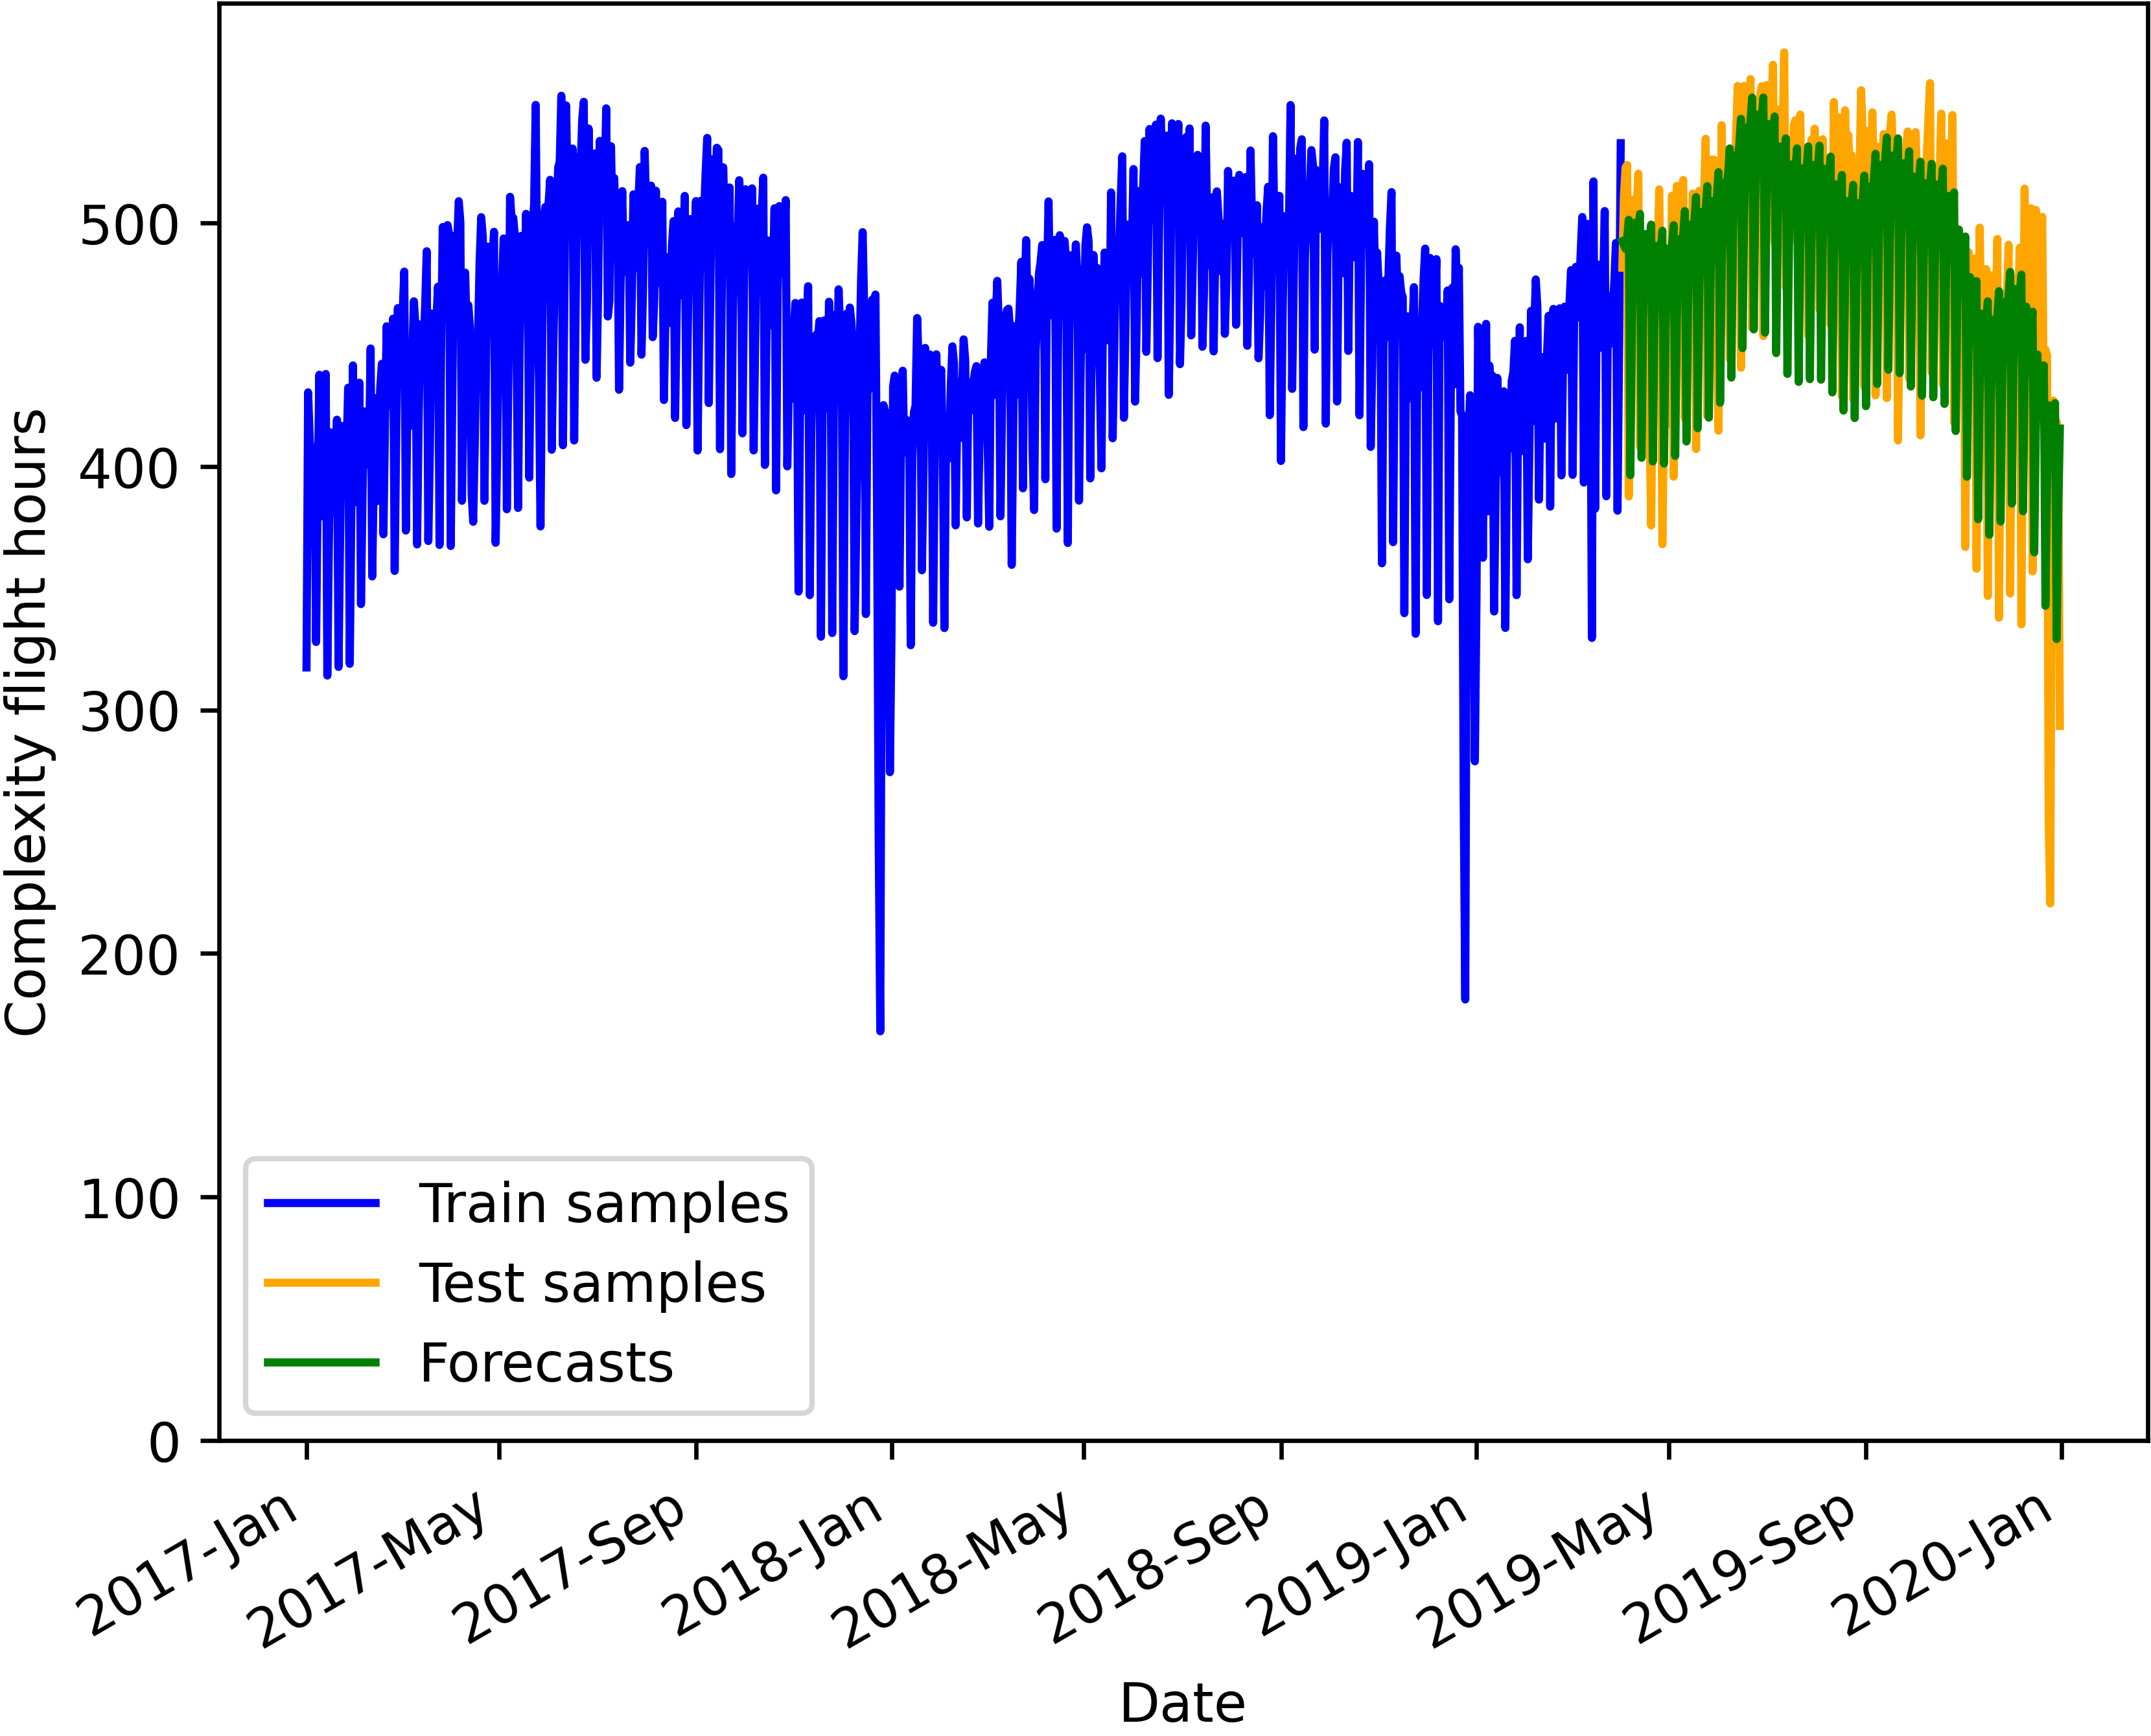 Complexity flight hours
500
400
300
200
100
0
Train samples
Test samples
Forecasts
2017-Jan
2017-May
2017-Sep
2018-Jan
2018-May
2018-Sep
2019-Jan
2019-May
2019-Sep
2020-Jan
Date